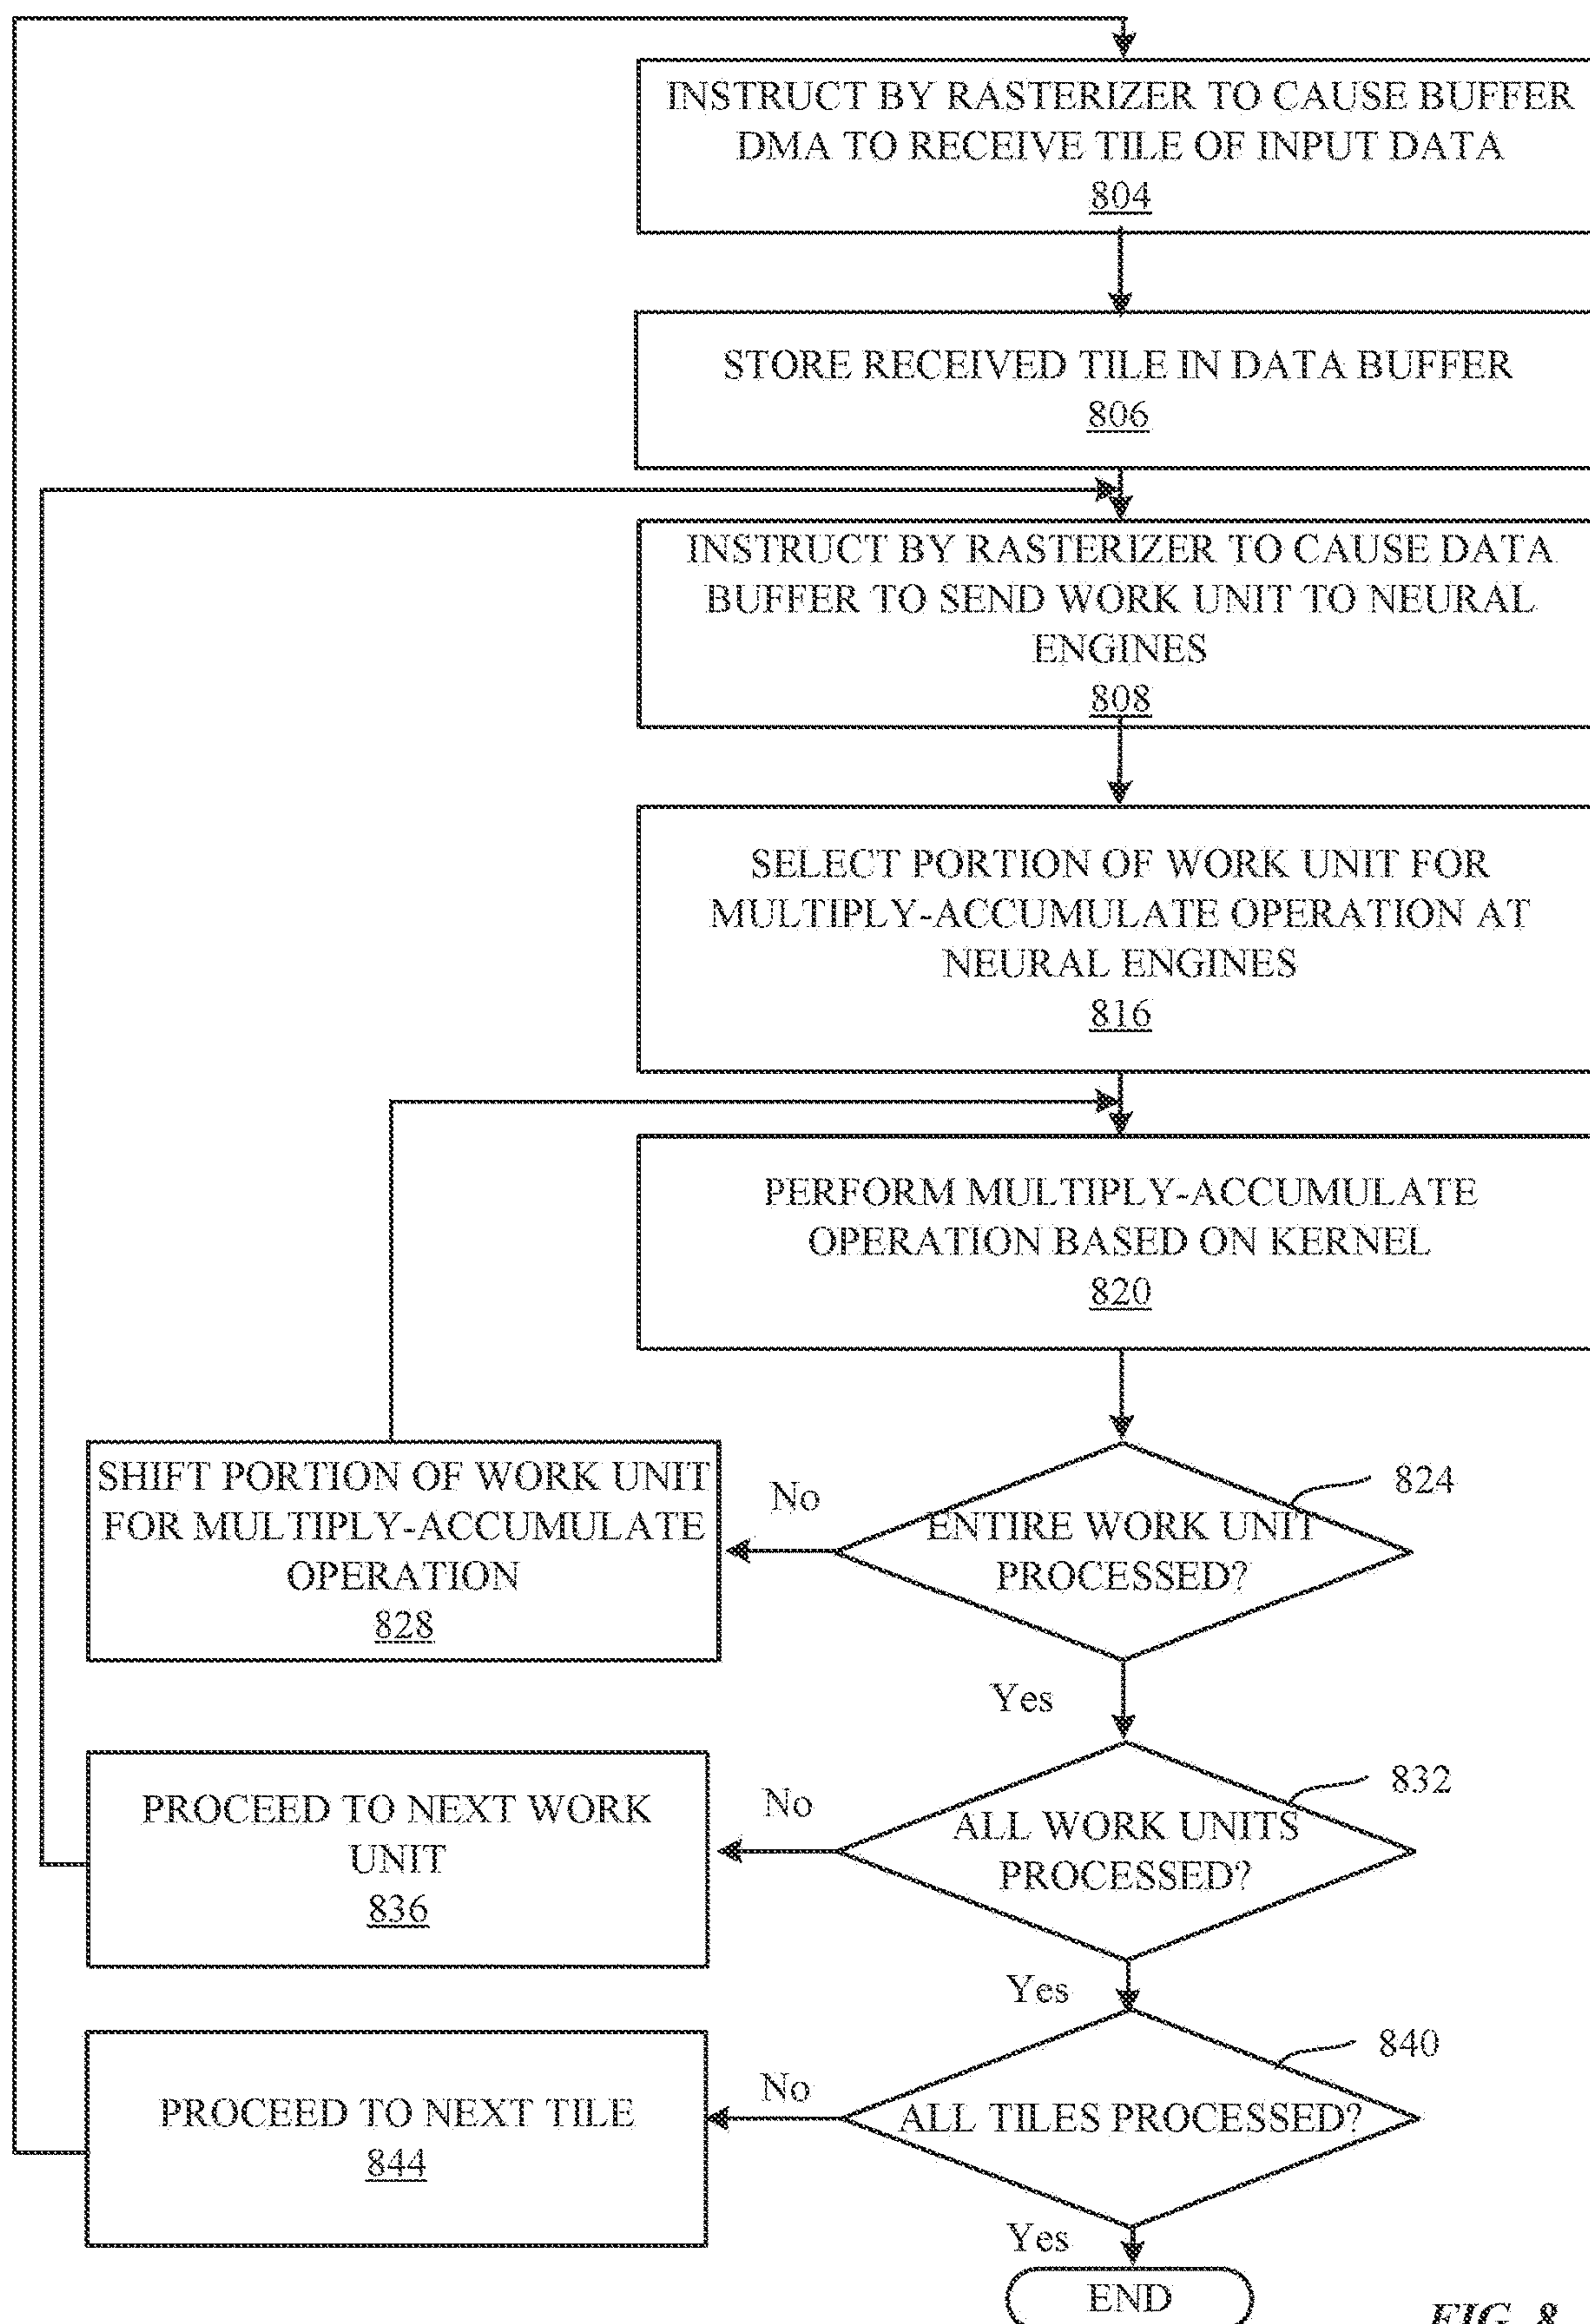 INSTRUCT BY RASTERIZER TO CAUSE BUFFER
DMA TO RECEIVE TILE OF INPUT DATA
804
STORE RECEIVED TILE IN DATA BUFFER
806
INSTRUCT BY RASTERIZER TO CAUSE DATA
BUFFER TO SEND WORK UNIT TO NEURAL
ENGINES
808
SELECT PORTION OF WORK UNIT FOR
MULTIPLY-ACCUMULATE OPERATION AT
NEURAL ENGINES
816
PERFORM MULTIPLY-ACCUMULATE
OPERATION BASED ON KERNEL
820
SHIFT PORTION OF WORK UNIT
FOR MULTIPLY-ACCUMULATE
OPERATION
828
No
824
ENTIRE WORK UNIT
PROCESSED?
Yes
PROCEED TO NEXT WORK
UNIT
836
No
832
ALL WORK UNITS
PROCESSED?
Yes
PROCEED TO NEXT TILE
844
No
840
ALL TILES PROCESSED?
Yes
END
FIG. 8